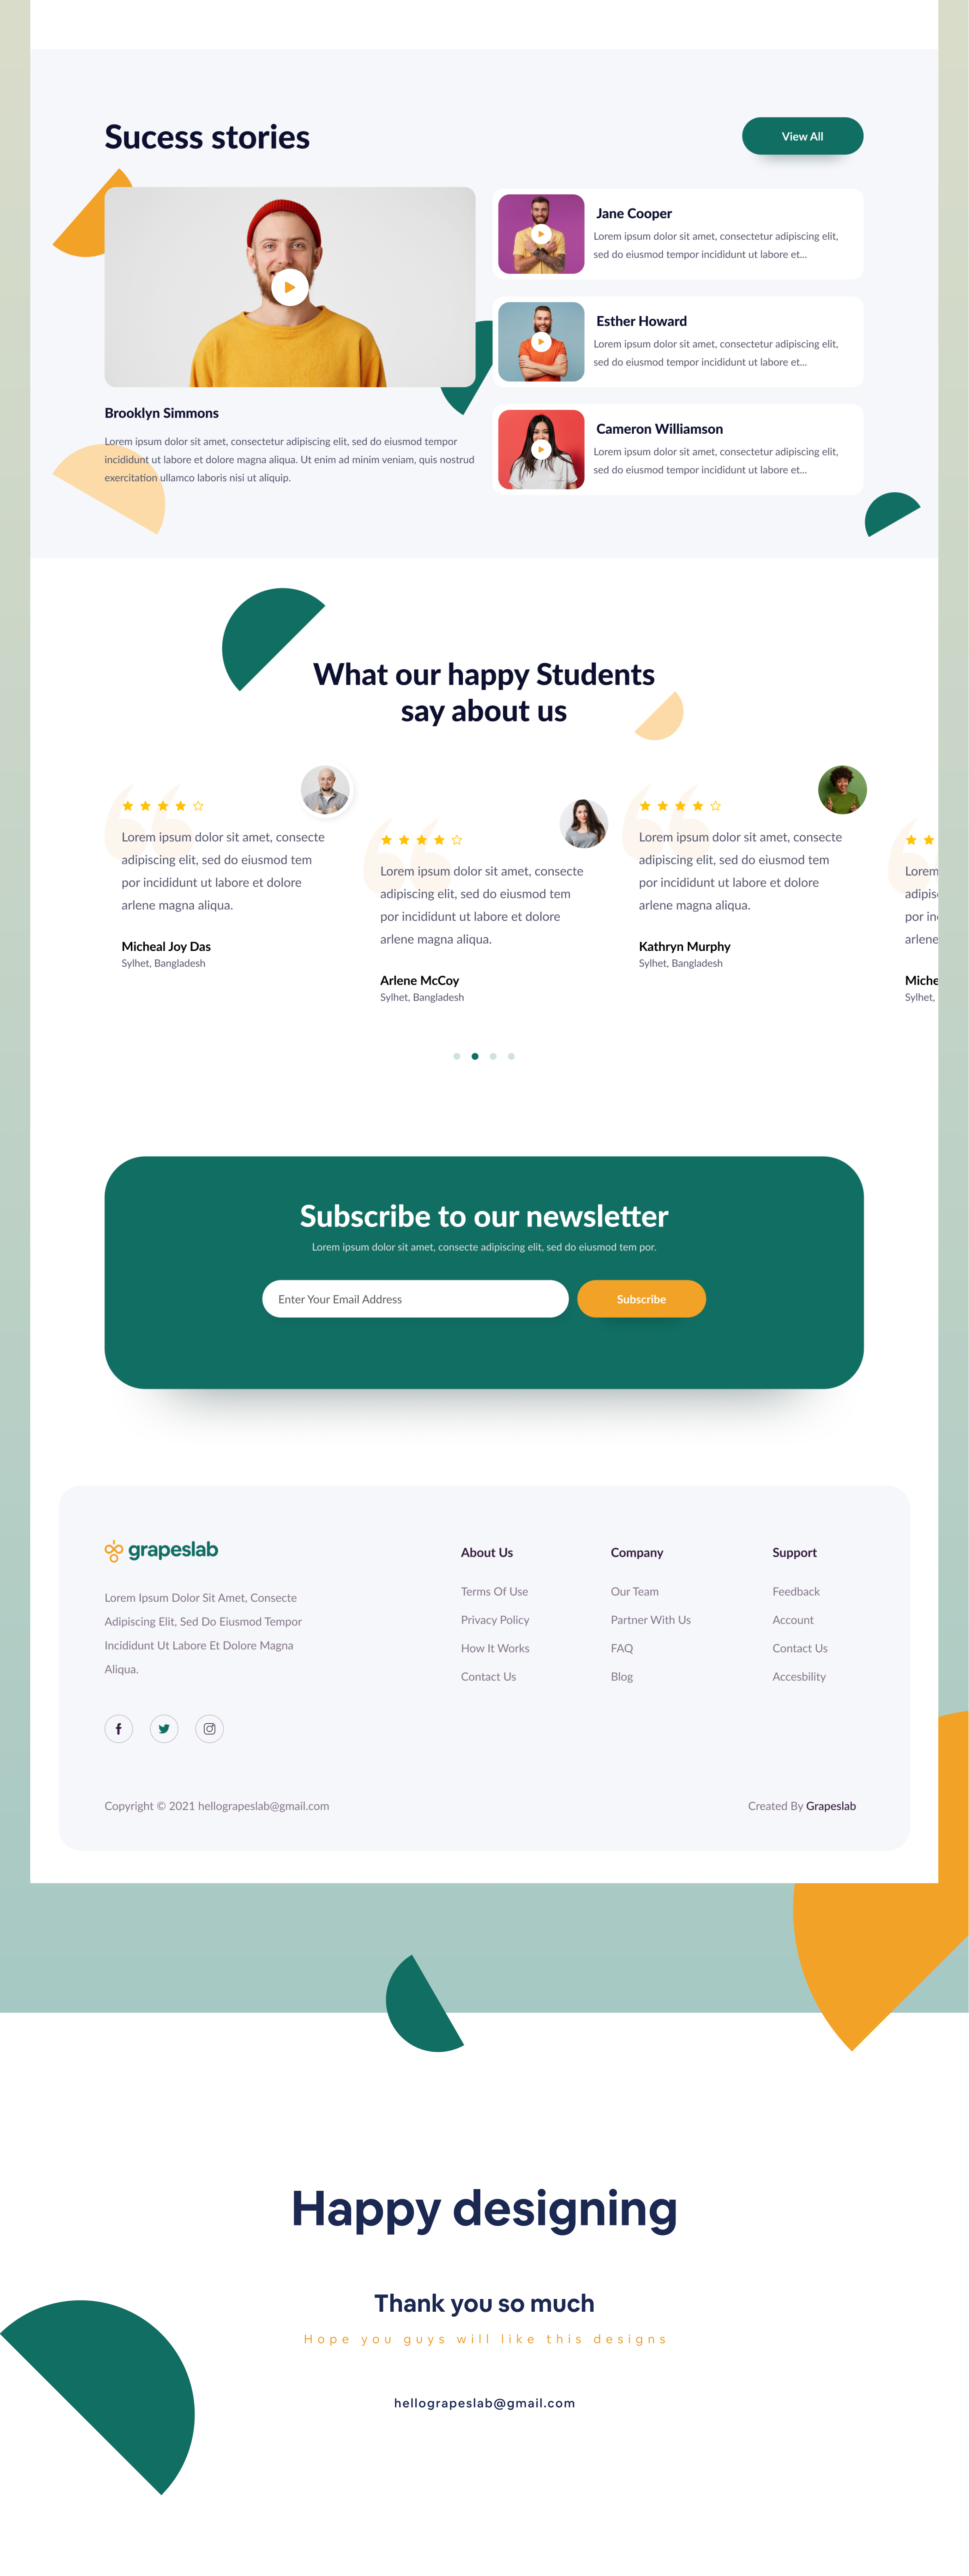 Sucess stories
View All
Brooklyn Simmons
Lorem ipsum dolor sit amet, consectetur adipiscing elit, sed do eiusmod tempor
incididunt ut labore et dolore magna aliqua. Ut enim ad minim veniam, quis nostrud
exercitation ullamco laboris nisi ut aliquip.
Jane Cooper
Lorem ipsum dolor sit amet, consectetur adipiscing elit,
sed do eiusmod tempor incididunt ut labore et...
Esther Howard
Lorem ipsum dolor sit amet, consectetur adipiscing elit,
sed do eiusmod tempor incididunt ut labore et...
Cameron Williamson
Lorem ipsum dolor sit amet, consectetur adipiscing elit,
sed do eiusmod tempor incididunt ut labore et...
What our happy Students
say about us
Lorem ipsum dolor sit amet, consecte
adipiscing elit, sed do eiusmod tem
por incididunt ut labore et dolore
arlene magna aliqua.
Micheal Joy Das
Sylhet, Bangladesh
Lorem ipsum dolor sit amet, consecte
adipiscing elit, sed do eiusmod tem
por incididunt ut labore et dolore
arlene magna aliqua.
Arlene McCoy
Sylhet, Bangladesh
Lorem ipsum dolor sit amet, consecte
adipiscing elit, sed do eiusmod tem
por incididunt ut labore et dolore
arlene magna aliqua.
Kathryn Murphy
Sylhet, Bangladesh
Lorem
adipis
por in
arlene
Miche
Sylhet,
Subscribe to our newsletter
Lorem ipsum dolor sit amet, consecte adipiscing elit, sed do eiusmod tem por.
Enter Your Email Address
Subscribe
grapeslab
Lorem Ipsum Dolor Sit Amet, Consecte
Adipiscing Elit, Sed Do Eiusmod Tempor
Incididunt Ut Labore Et Dolore Magna
Aliqua.
About Us
Terms Of Use
Privacy Policy
How It Works
Contact Us
Company
Our Team
Partner With Us
FAQ
Blog
Support
Feedback
Account
Contact Us
Accesbility
Copyright © 2021 hellograpeslab@gmail.com
Created By Grapeslab
Happy designing
Thank you so much
Hope you guys will like this designs
hellograpeslab@gmail.com